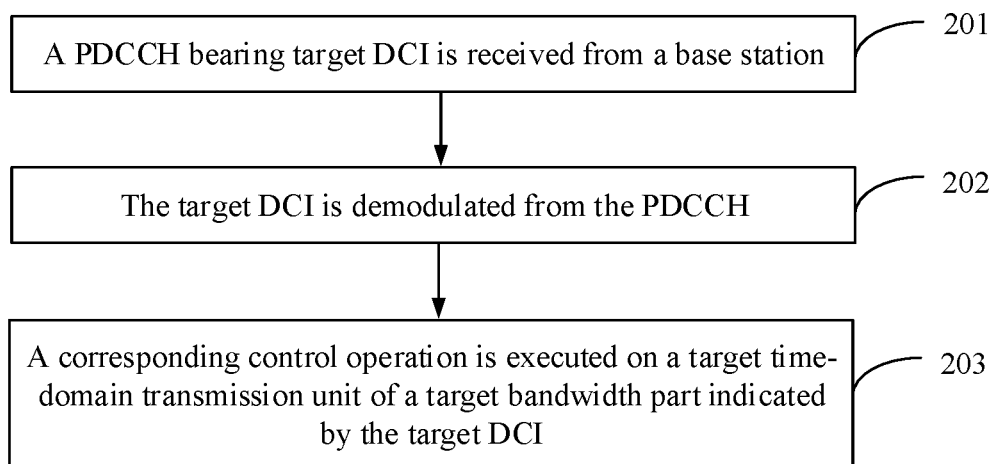 A PDCCH bearing target DCI is received from a base station
201
The target DCI is demodulated from the PDCCH
202
A corresponding control operation is executed on a target time-
domain transmission unit of a target bandwidth part indicated
by the target DCI
203